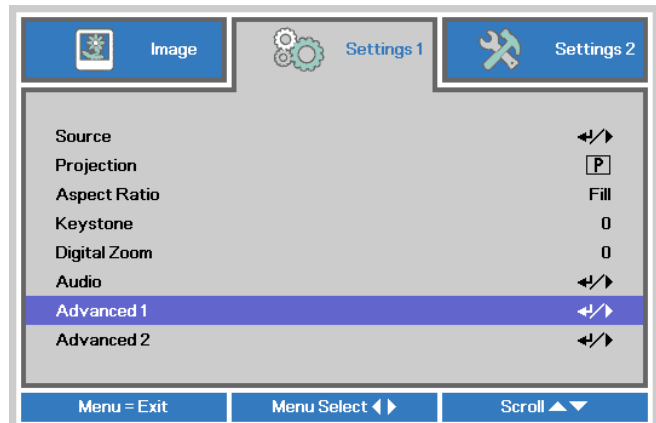 Image
Settings 1
Settings 2
Source ↵/▶
Projection P
Aspect Ratio Fill
Keystone 0
Digital Zoom 0
Audio ↵/▶
Advanced 1 ↵/▶
Advanced 2 ↵/▶
Menu = Exit
Menu Select ◀ ▶
Scroll ▲▼